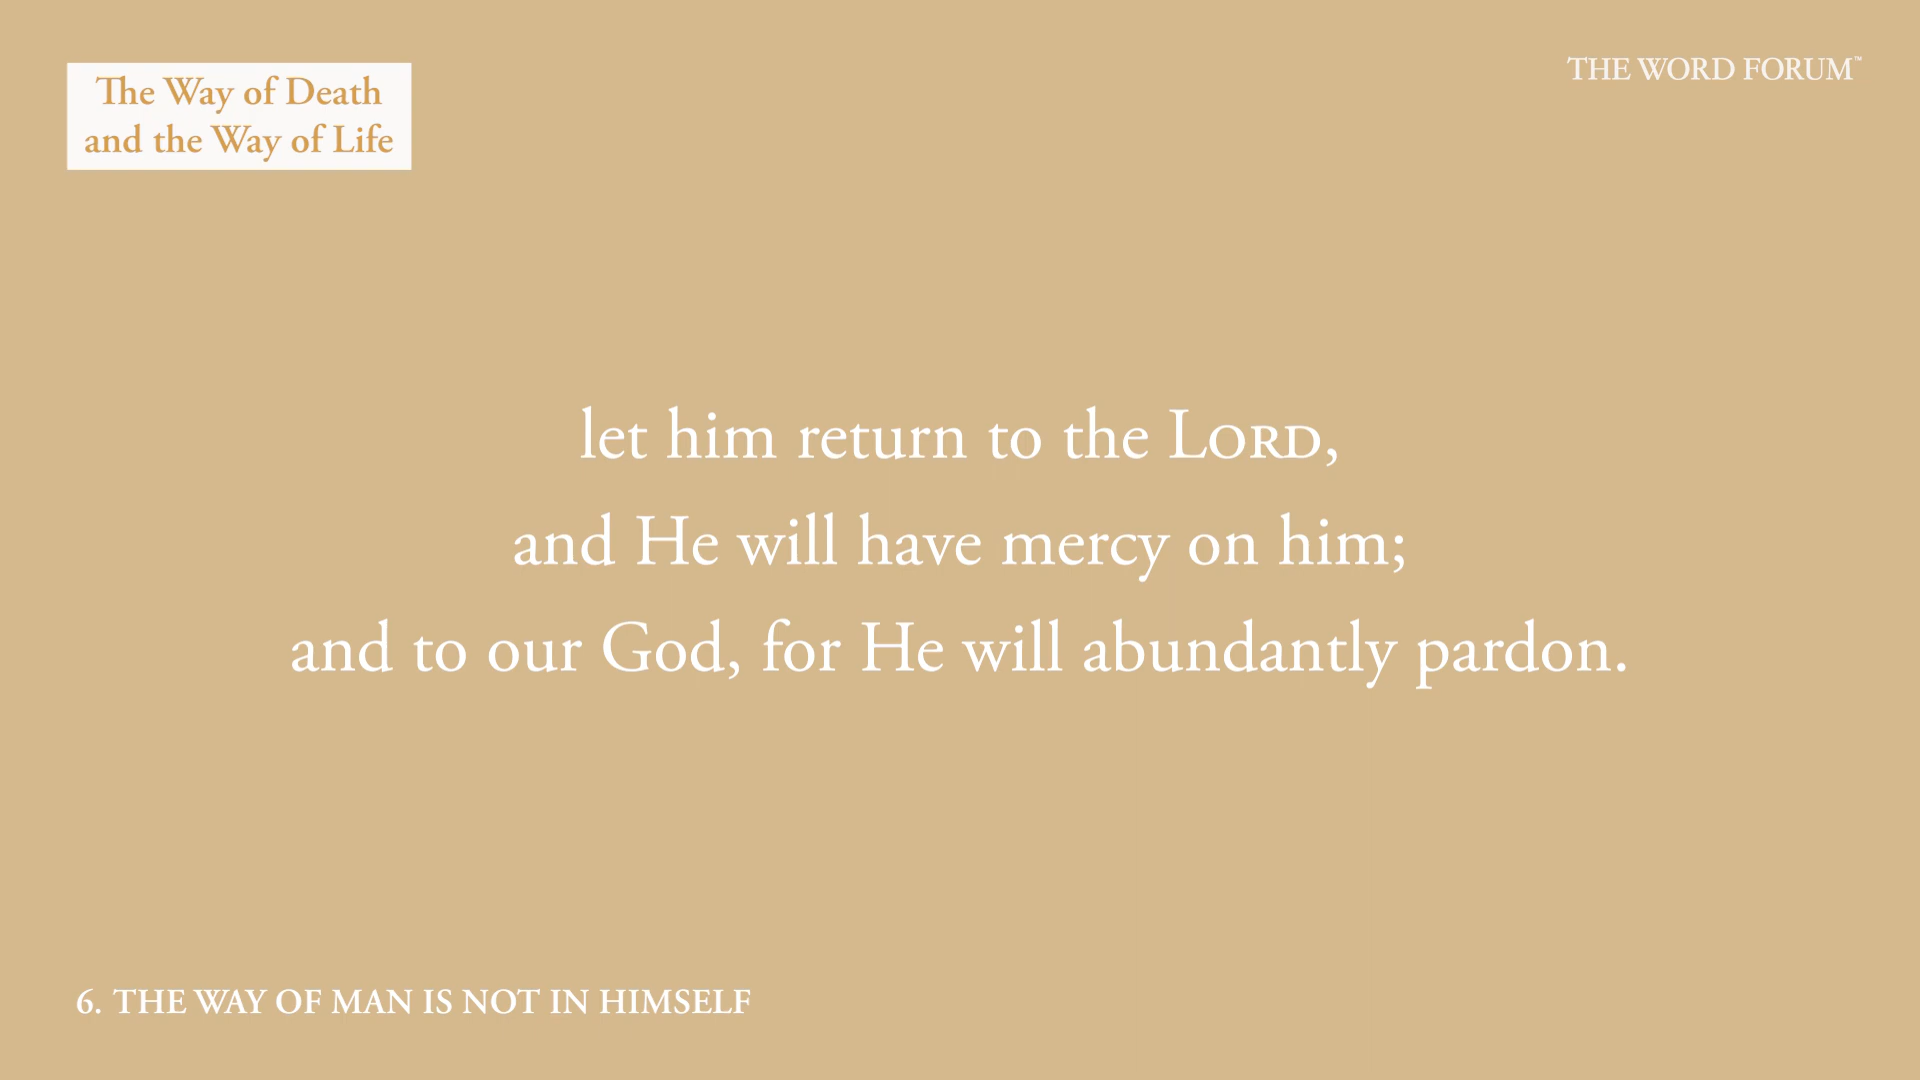 The Way of Death
and the Way of Life
THE WORD FORUM™
let him return to the LORD,
and He will have mercy on him;
and to our God, for He will abundantly pardon.
6. THE WAY OF MAN IS NOT IN HIMSELF